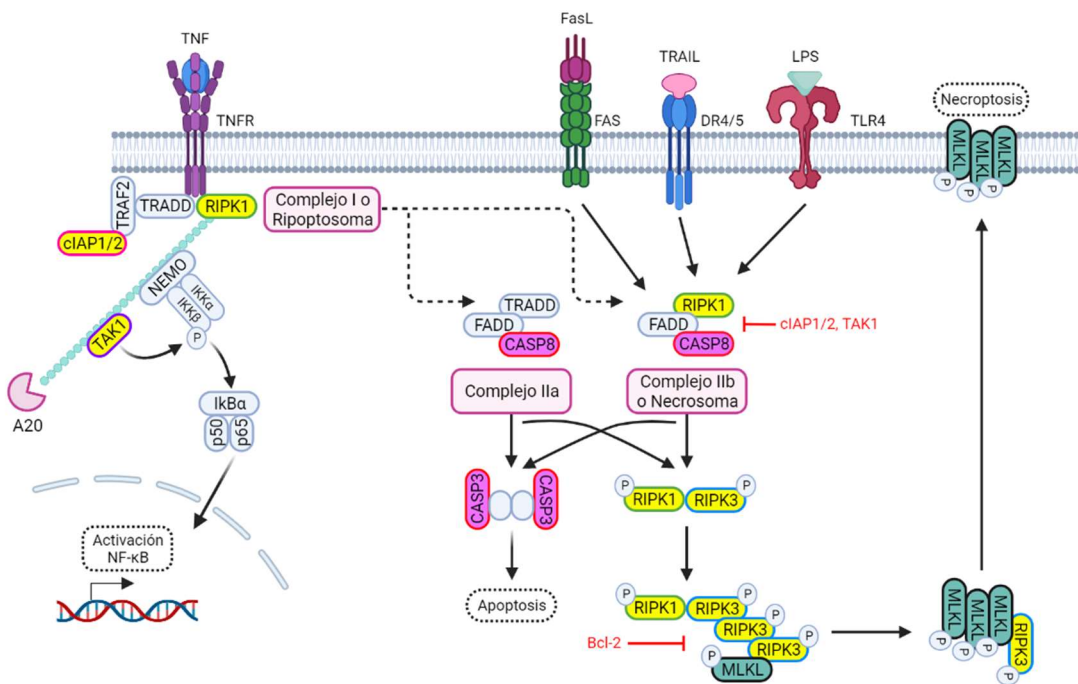 TNF
TNFR
FasL
FAS
TRAIL
DR4/5
LPS
TLR4
Necroptosis
MLKL
MLKL
MLKL
P
P
P
TRAF2
TRADD
RIPK1
cIAP1/2
Complejo I o
Ripoptosoma
NEMO
IKKα
IKKβ
P
TAK1
A20
IkBα
p50
p65
Activación
NF-κB
TRADD
FADD
CASP8
Complejo IIa
RIPK1
FADD
CASP8
cIAP1/2, TAK1
Complejo IIb
o Necrosoma
CASP3
CASP3
Apoptosis
P
RIPK1
RIPK3
P
P
RIPK1
RIPK3
P
RIPK3
P
RIPK3
P
P
MLKL
Bcl-2
MLKL
MLKL
MLKL
RIPK3
P
P
P
P